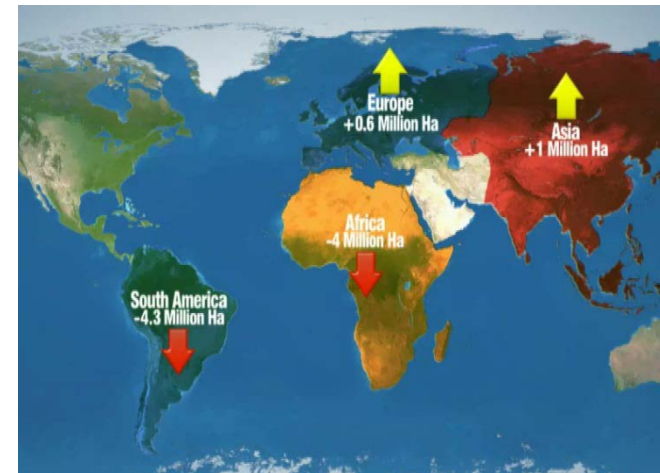 Europe
+0.6 Million Ha
Asia
+1 Million Ha
Africa
-4 Million Ha
South America
-4.3 Million Ha